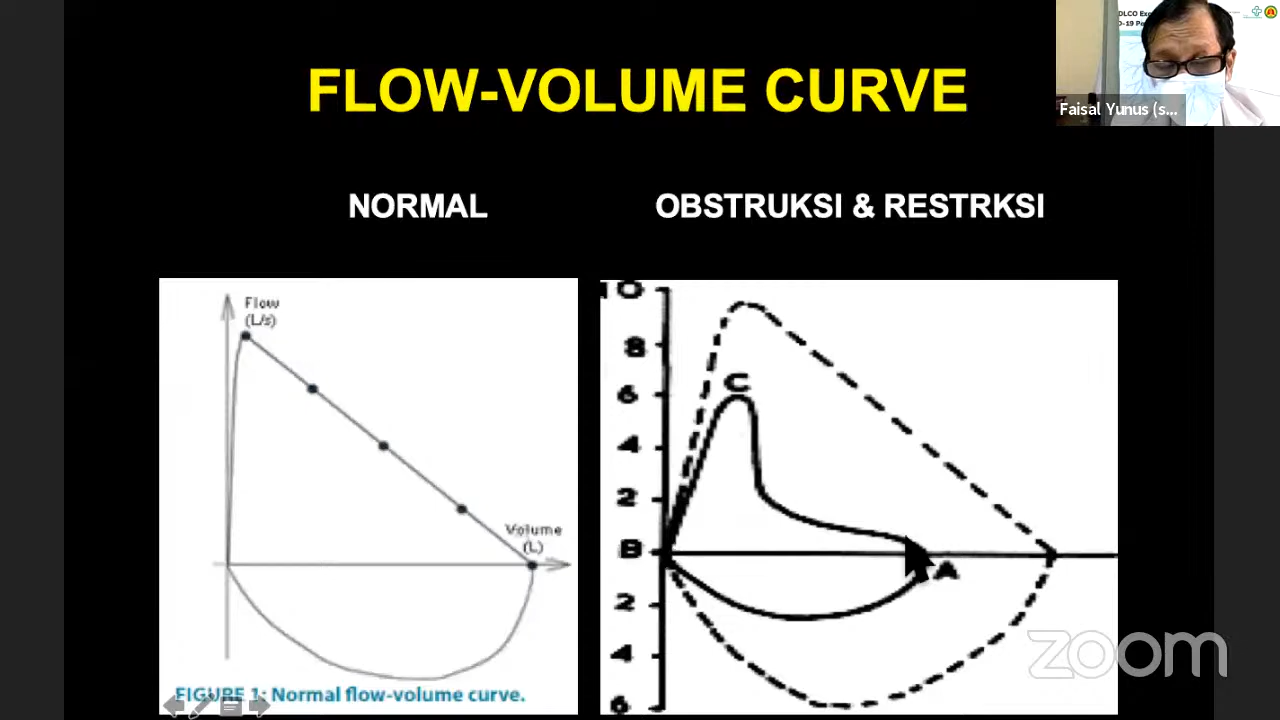 FLOW-VOLUME CURVE
NORMAL
OBSTRUKSI & RESTRKSI
Flow
(L/s)
Volume
(L)
FIGURE 1: Normal flow-volume curve.
10
8
6
4
2
B
2
4
6
C
A
Faisal Yunus (s...
zoom